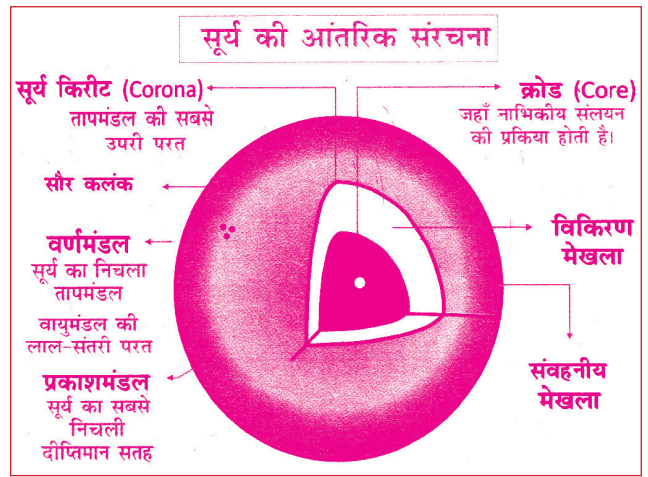 सूर्य की आंतरिक संरचना
सूर्य किरीट (Corona)
तापमंडल की सबसे
उपरी परत
सौर कलंक
वर्णमंडल
सूर्य का निचला
तापमंडल
वायुमंडल की
लाल-संतरी परत
प्रकाशमंडल
सूर्य का सबसे
निचली
दीप्तिमान सतह
क्रोड (Core)
जहाँ नाभिकीय संलयन
की प्रकिया होती है।
विकिरण
मेखला
संवहनीय
मेखला